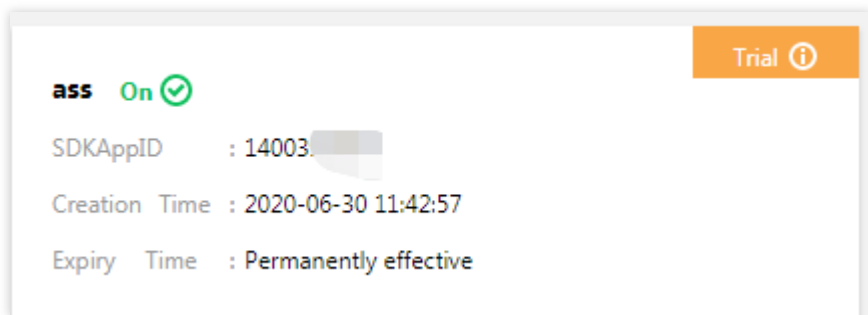 Trial
ass On
SDKAppID : 14003
Creation Time : 2020-06-30 11:42:57
Expiry Time : Permanently effective